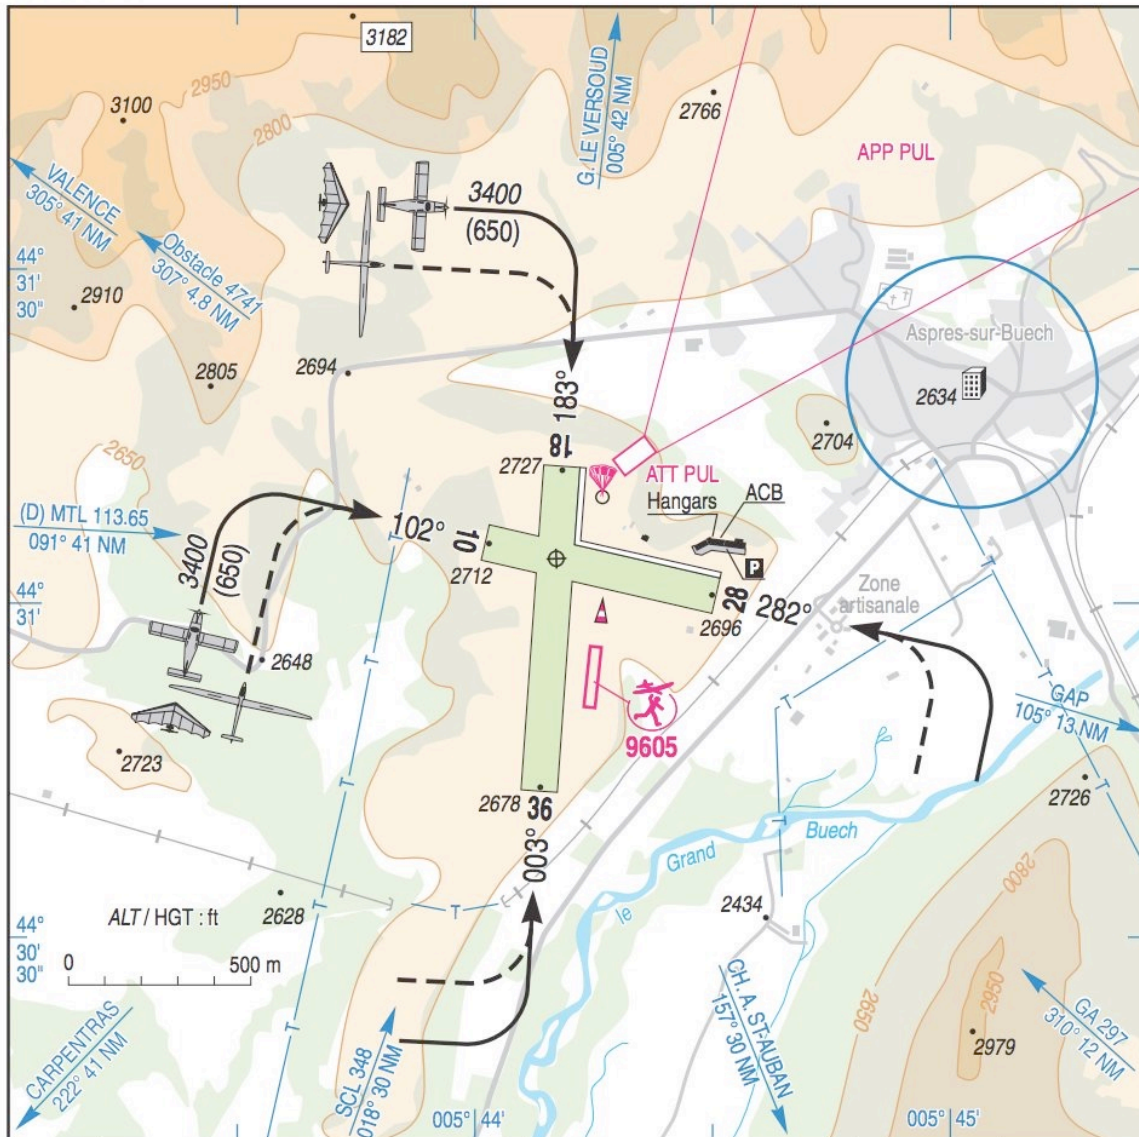 3182
3100
2950
2800
2766
G. LE VERSOUD
005° 42 NM
APP PUL
VALENCE
305° 41 NM
3400
(650)
Obstacle 4741
307° 4.8 NM
44°
31'
30"
2910
Aspres-sur-Buech
2694
2805
2634
183°
18
2704
2650
2727
ATT PUL
Hangars
ACB
(D) MTL 113.65
091° 41 NM
102°
10
2712
P
3400
(650)
28
282°
2696
Zone
artisanale
44°
31'
2648
T
T
T
T
T
T
T
T
T
GAP
105° 13 NM
9605
2723
2678
36
2726
003°
Buech
Grand
le
2800
2628
2434
ALT / HGT : ft
44°
30'
30"
0
500 m
2650
2950
CH. A. ST-AUBAN
157° 30 NM
GA 297
310° 12 NM
2979
CARPENTRAS
222° 41 NM
SCL 348
018° 30 NM
005° 44'
005° 45'